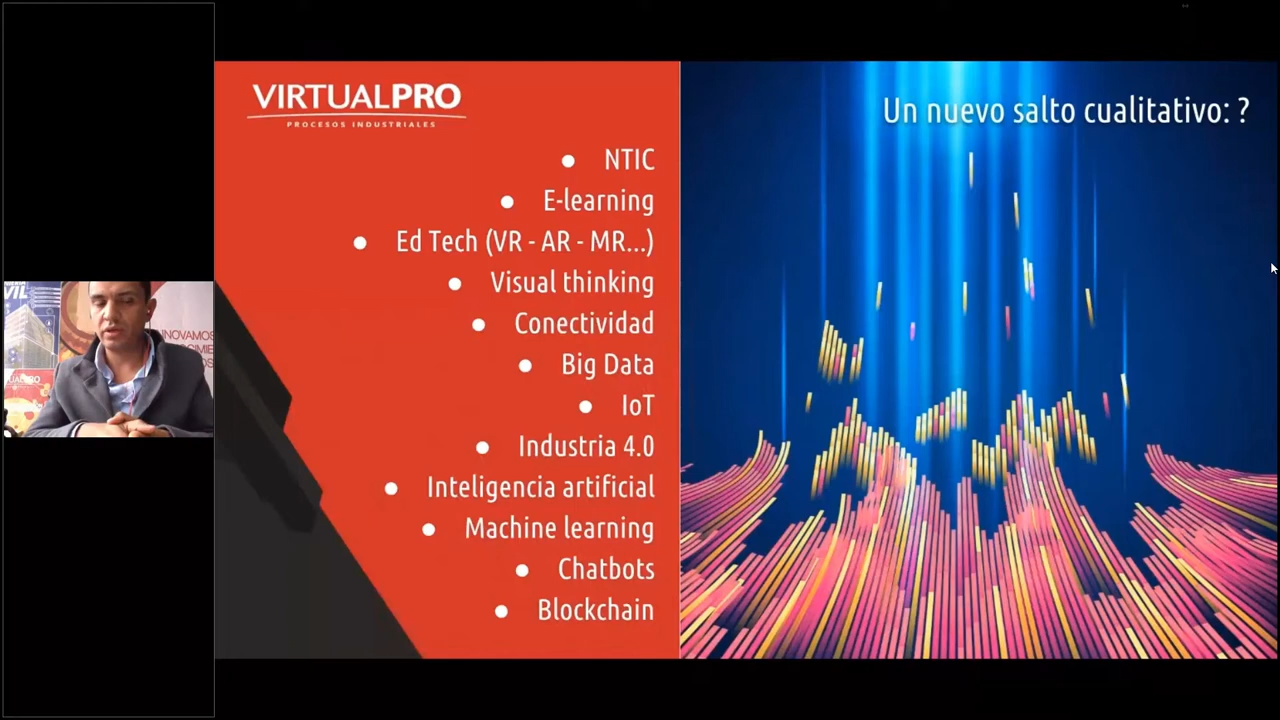 VIRTUALPRO
PROCESOS INDUSTRIALES
Un nuevo salto cualitativo: ?
● NTIC
● E-learning
● Ed Tech (VR - AR - MR...)
● Visual thinking
● Conectividad
● Big Data
● IoT
● Industria 4.0
● Inteligencia artificial
● Machine learning
● Chatbots
● Blockchain